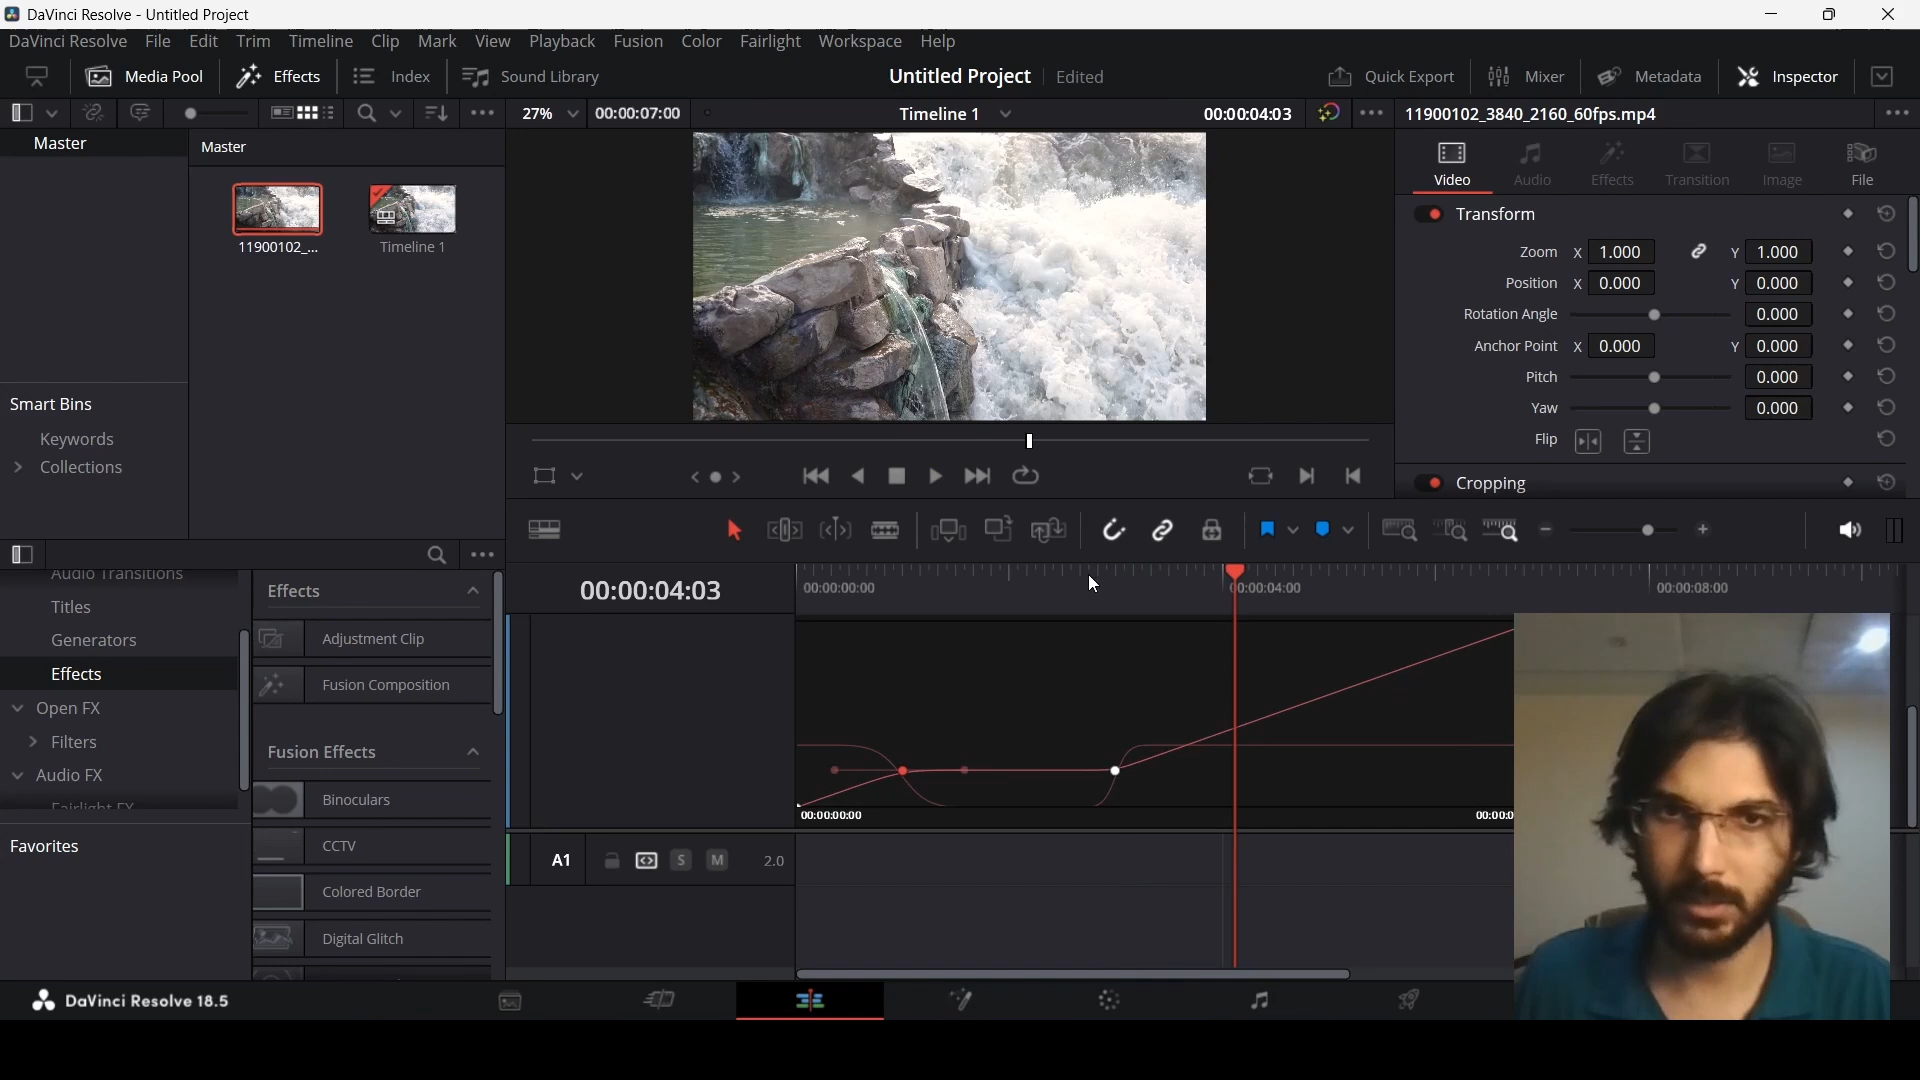 DaVinci Resolve - Untitled Project
DaVinci Resolve File Edit Trim Timeline Clip Mark View Playback Fusion Color Fairlight Workspace Help
Media Pool Effects Index Sound Library Untitled Project Edited Quick Export Mixer Metadata Inspector
27% 00:00:07:00 Timeline 1 00:00:04:03 11900102_3840_2160_60fps.mp4
Master
Master
11900102_... Timeline 1
Smart Bins
Keywords
Collections
Video Audio Effects Transition Image File
Transform
Zoom X 1.000 Y 1.000
Position X 0.000 Y 0.000
Rotation Angle 0.000
Anchor Point X 0.000 Y 0.000
Pitch 0.000
Yaw 0.000
Flip
Cropping
Audio Transitions
Titles
Generators
Effects
Open FX
Filters
Audio FX
Fairlight FX
Favorites
Effects
Adjustment Clip
Fusion Composition
Fusion Effects
Binoculars
CCTV
Colored Border
Digital Glitch
00:00:04:03 00:00:00:00 00:00:04:00 00:00:08:00
00:00:00:00 00:00:0
A1 S M 2.0
DaVinci Resolve 18.5